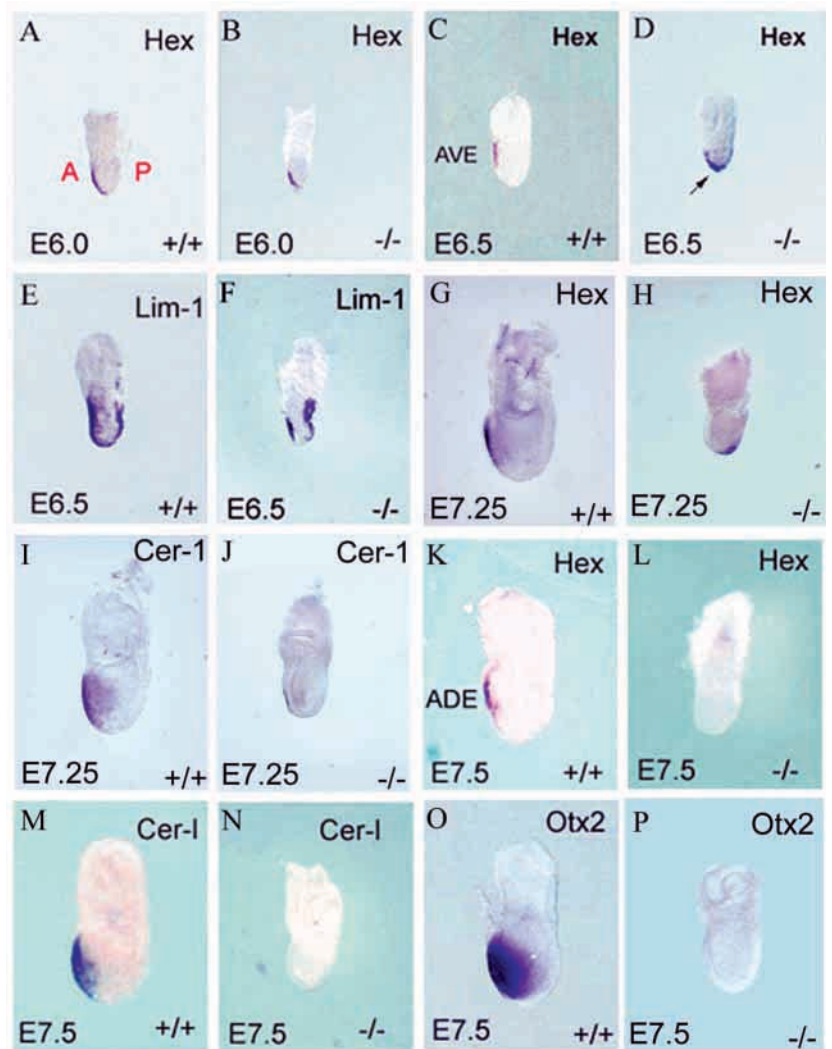 A Hex
A P
E6.0 +/+
B Hex
E6.0 -/-
C Hex
AVE
E6.5 +/+
D Hex
E6.5 -/-
E Lim-1
E6.5 +/+
F Lim-1
E6.5 -/-
G Hex
E7.25 +/+
H Hex
E7.25 -/-
I Cer-1
E7.25 +/+
J Cer-1
E7.25 -/-
K Hex
ADE
E7.5 +/+
L Hex
E7.5 -/-
M Cer-I
E7.5 +/+
N Cer-I
E7.5 -/-
O Otx2
E7.5 +/+
P Otx2
E7.5 -/-